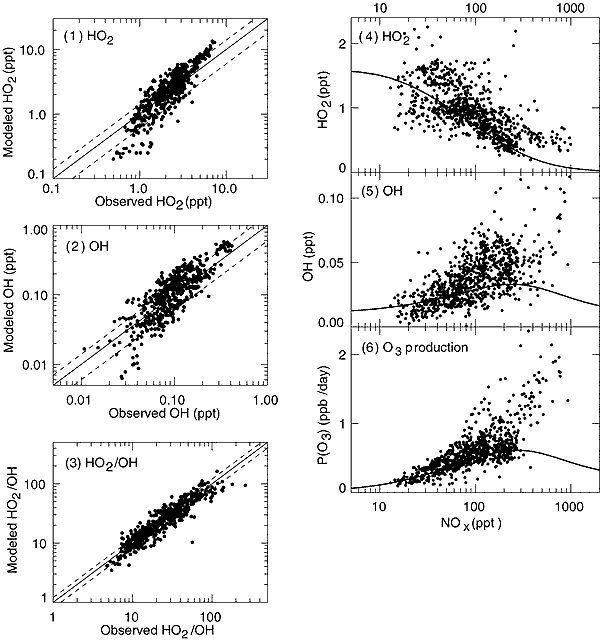 (1) HO2
10.0
1.0
0.1
Modeled HO2 (ppt)
0.1 1.0 10.0
Observed HO2 (ppt)
(2) OH
1.00
0.10
0.01
Modeled OH (ppt)
0.01 0.10 1.00
Observed OH (ppt)
(3) HO2/OH
100
10
1
Modeled HO2/OH
1 10 100
Observed HO2/OH
10 100 1000
(4) HO2
2
1
0
HO2 (ppt)
(5) OH
0.10
0.05
0.00
OH (ppt)
(6) O3 production
2
1
0
P(O3) (ppb /day)
10 100 1000
NOx (ppt)